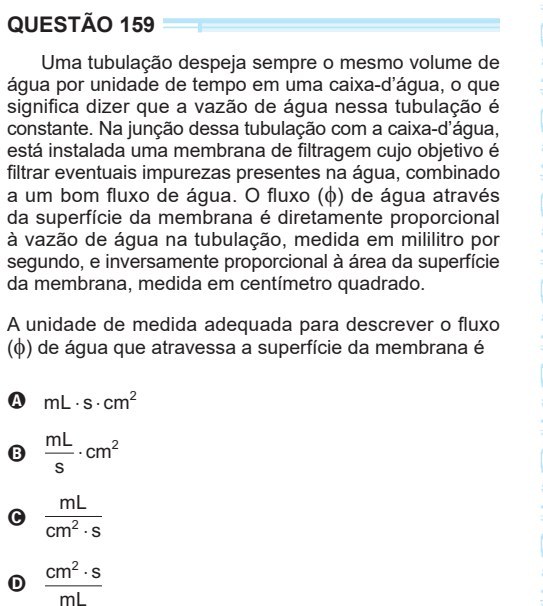 QUESTÃO 159
Uma tubulação despeja sempre o mesmo volume de
água por unidade de tempo em uma caixa-d'água, o que
significa dizer que a vazão de água nessa tubulação é
constante. Na junção dessa tubulação com a caixa-d'água,
está instalada uma membrana de filtragem cujo objetivo é
filtrar eventuais impurezas presentes na água, combinado
a um bom fluxo de água. O fluxo (ϕ) de água através
da superfície da membrana é diretamente proporcional
à vazão de água na tubulação, medida em mililitro por
segundo, e inversamente proporcional à área da superfície
da membrana, medida em centímetro quadrado.
A unidade de medida adequada para descrever o fluxo
(ϕ) de água que atravessa a superfície da membrana é
A mL · s · cm²
B mL/s · cm²
C mL/(cm² · s)
D (cm² · s)/mL